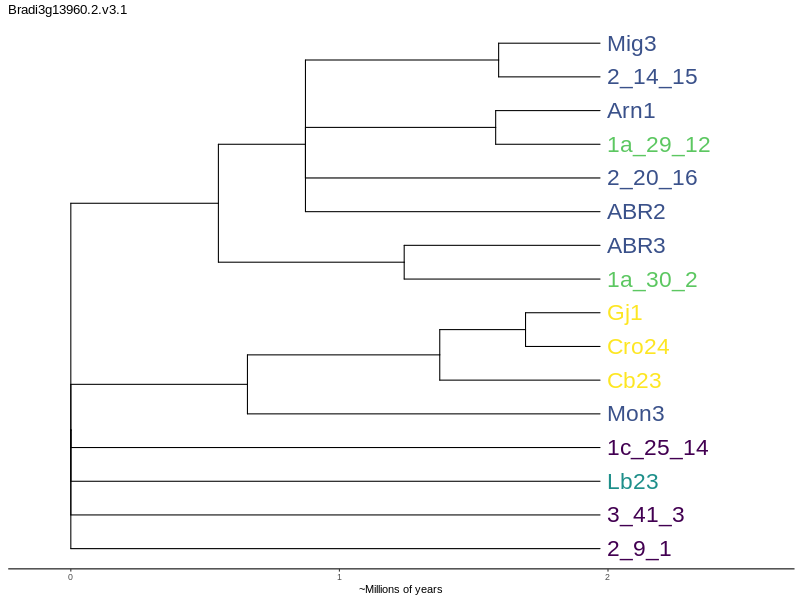 Bradi3g13960.2.v3.1
Mig3
2_14_15
Arn1
1a_29_12
2_20_16
ABR2
ABR3
1a_30_2
Gj1
Cro24
Cb23
Mon3
1c_25_14
Lb23
3_41_3
2_9_1
0 1 2
~Millions of years